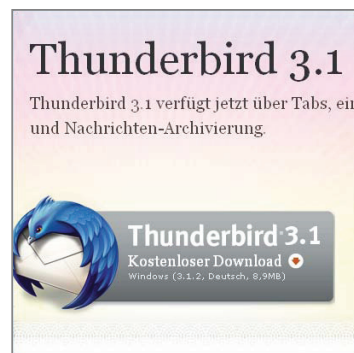 Thunderbird 3.1
Thunderbird 3.1 verfügt jetzt über Tabs, ein
und Nachrichten-Archivierung.
Thunderbird 3.1
Kostenloser Download
Windows (3.1.2, Deutsch, 8,9MB)